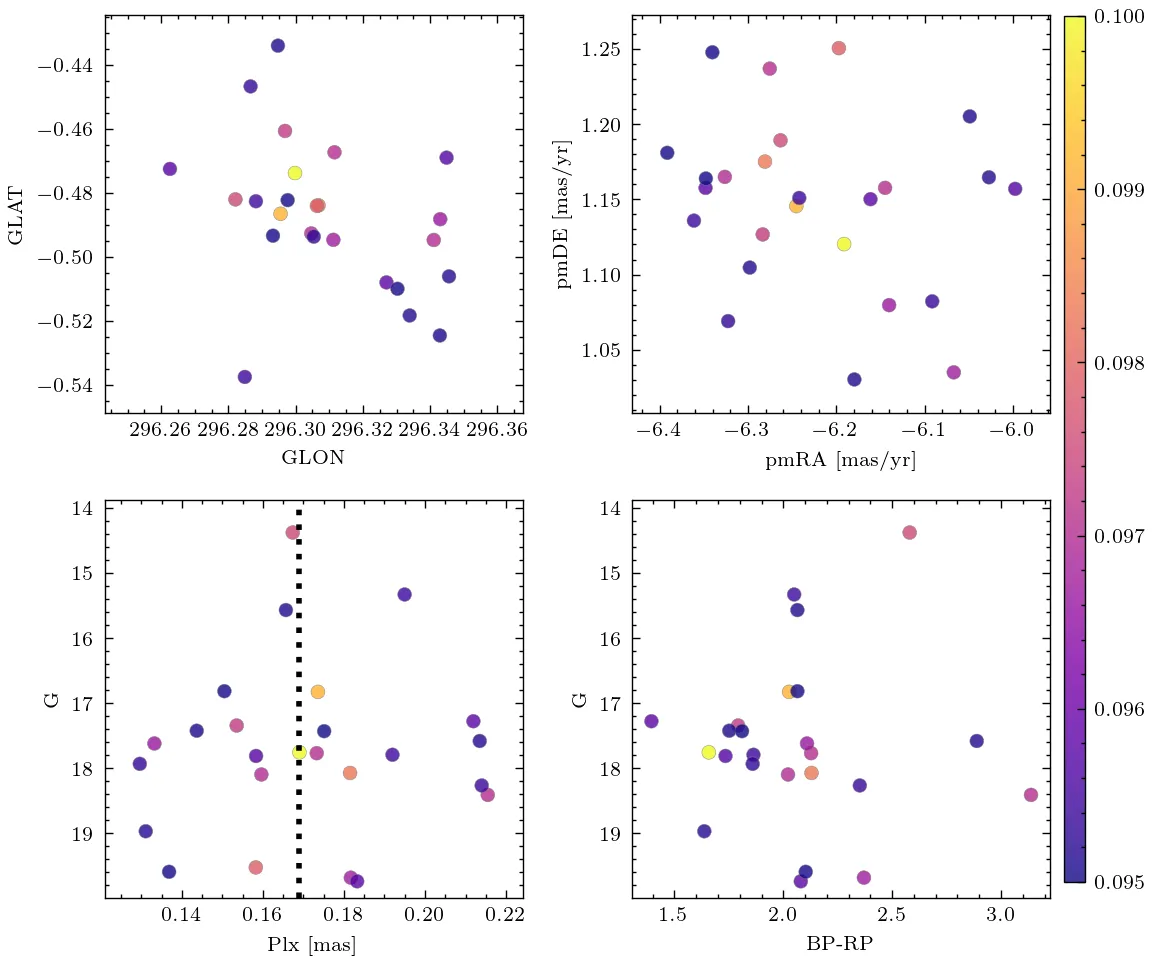 −0.44
−0.46
−0.48
−0.50
−0.52
−0.54
GLAT
296.26 296.28 296.30 296.32 296.34 296.36
GLON
1.25
1.20
1.15
1.10
1.05
pmDE [mas/yr]
−6.4 −6.3 −6.2 −6.1 −6.0
pmRA [mas/yr]
14
15
16
17
18
19
G
0.14 0.16 0.18 0.20 0.22
Plx [mas]
14
15
16
17
18
19
G
1.5 2.0 2.5 3.0
BP-RP
0.100
0.099
0.098
0.097
0.096
0.095